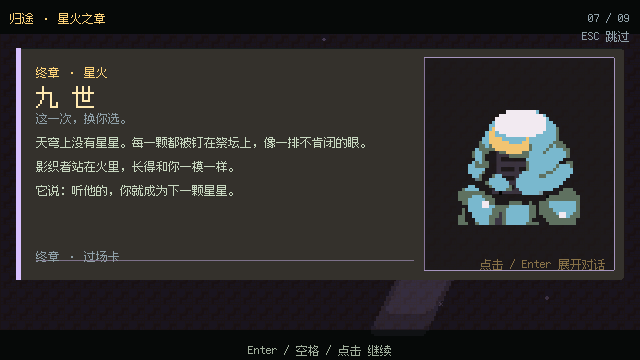 归途 · 星火之章
07 / 09
ESC 跳过
终章 · 星火
九 世
这一次，换你选。
天穹上没有星星。每一颗都被钉在祭坛上，像一排不肯闭的眼。
影织者站在火里，长得和你一模一样。
它说：听他的，你就成为下一颗星星。
终章 · 过场卡
点击 / Enter 展开对话
Enter / 空格 / 点击 继续